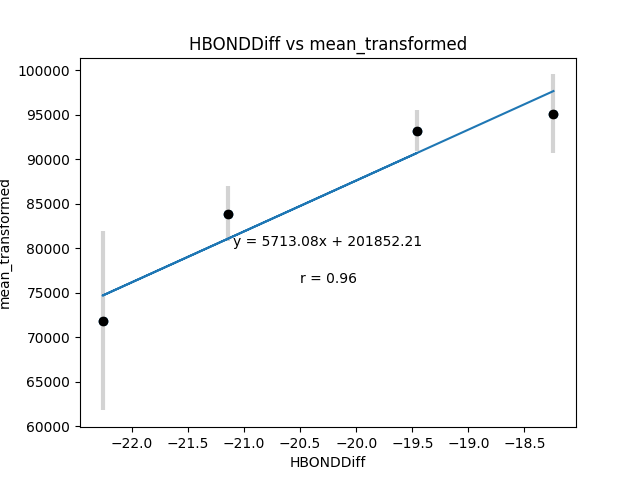 HBONDDiff vs mean_transformed
100000
95000
90000
85000
80000
75000
70000
65000
60000
mean_transformed
y = 5713.08x + 201852.21
r = 0.96
−22.0 −21.5 −21.0 −20.5 −20.0 −19.5 −19.0 −18.5
HBONDDiff